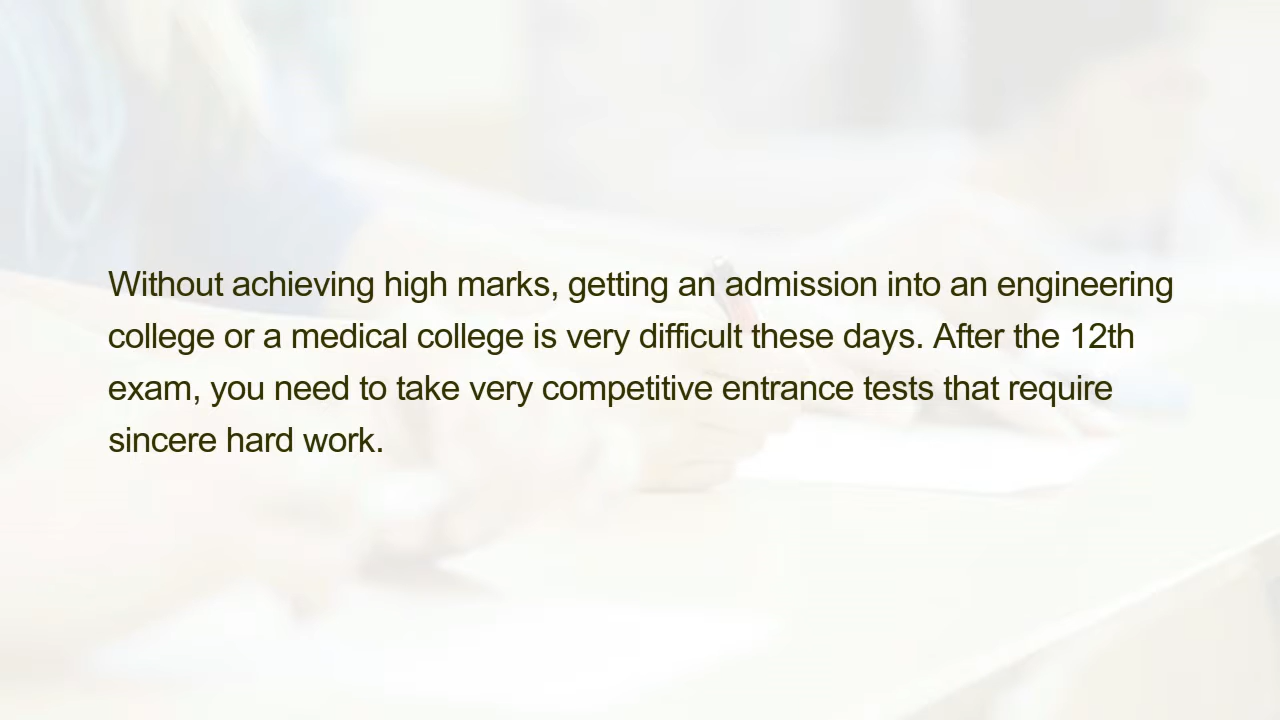 Without achieving high marks, getting an admission into an engineering
college or a medical college is very difficult these days. After the 12th
exam, you need to take very competitive entrance tests that require
sincere hard work.